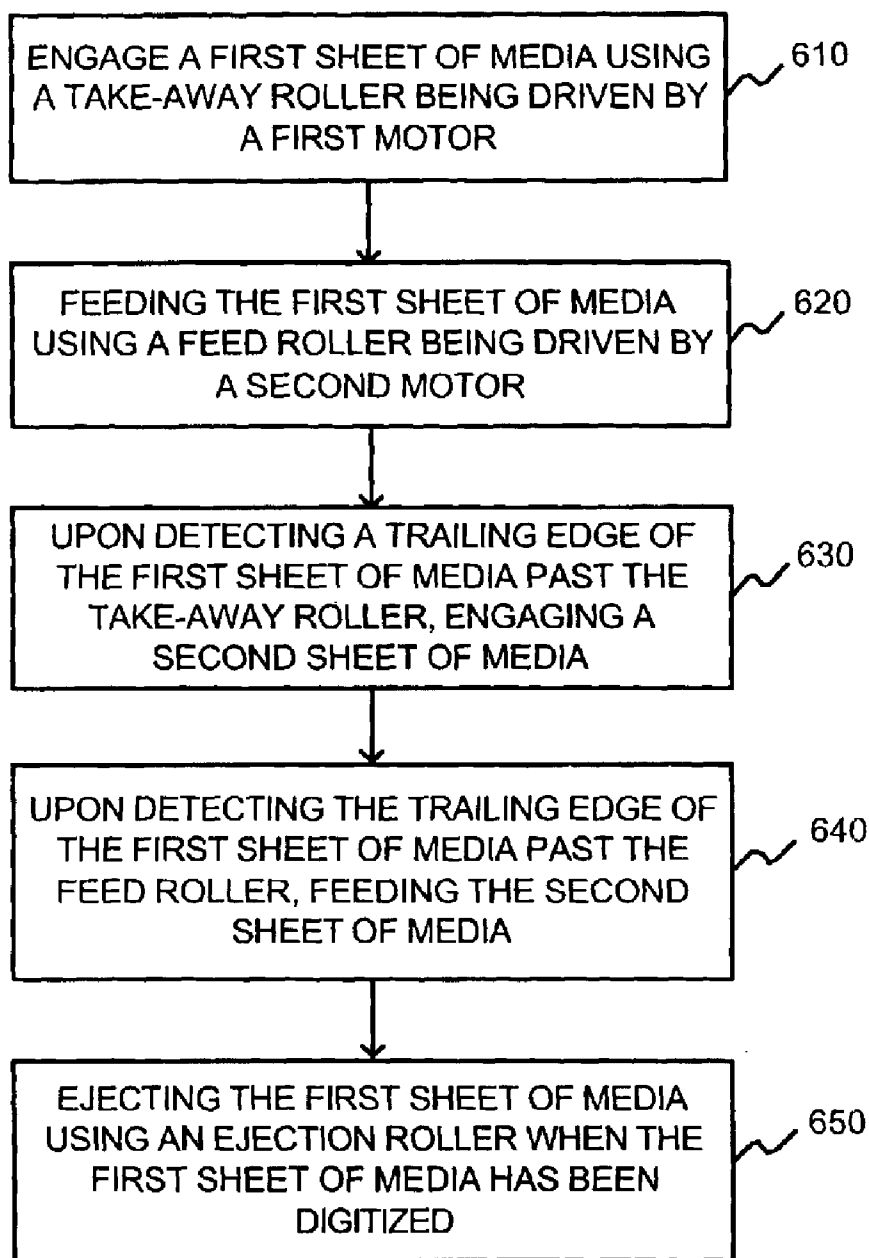 ENGAGE A FIRST SHEET OF MEDIA USING
A TAKE-AWAY ROLLER BEING DRIVEN BY
A FIRST MOTOR
610
FEEDING THE FIRST SHEET OF MEDIA
USING A FEED ROLLER BEING DRIVEN BY
A SECOND MOTOR
620
UPON DETECTING A TRAILING EDGE OF
THE FIRST SHEET OF MEDIA PAST THE
TAKE-AWAY ROLLER, ENGAGING A
SECOND SHEET OF MEDIA
630
UPON DETECTING THE TRAILING EDGE OF
THE FIRST SHEET OF MEDIA PAST THE
FEED ROLLER, FEEDING THE SECOND
SHEET OF MEDIA
640
EJECTING THE FIRST SHEET OF MEDIA
USING AN EJECTION ROLLER WHEN THE
FIRST SHEET OF MEDIA HAS BEEN
DIGITIZED
650